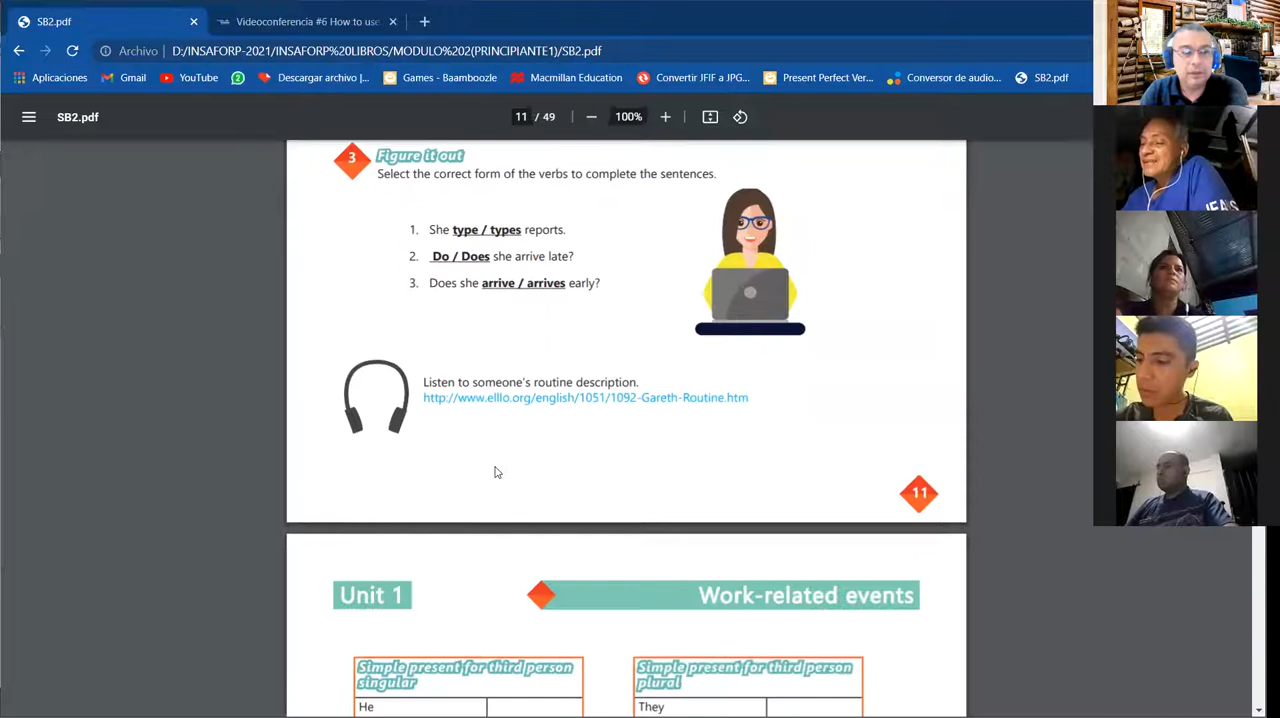 SB2.pdf
Videoconferencia #6 How to use
Archivo D:/INSAFORP-2021/INSAFORP%20LIBROS/MODULO%202(PRINCIPIANTE1)/SB2.pdf
Aplicaciones Gmail YouTube Descargar archivo |... Games: Baamboozle Macmillan Education Convertir JFIF a JPG... Present Perfect Ver... Conversor de audio... SB2.pdf
SB2.pdf 11 / 49 100%
3 Figure it out
Select the correct form of the verbs to complete the sentences.
1. She type / types reports.
2. Do / Does she arrive late?
3. Does she arrive / arrives early?
Listen to someone's routine description.
http://www.elllo.org/english/1051/1092-Gareth-Routine.htm
11
Unit 1 Work-related events
Simple present for third person
singular
Simple present for third person
plural
He
They